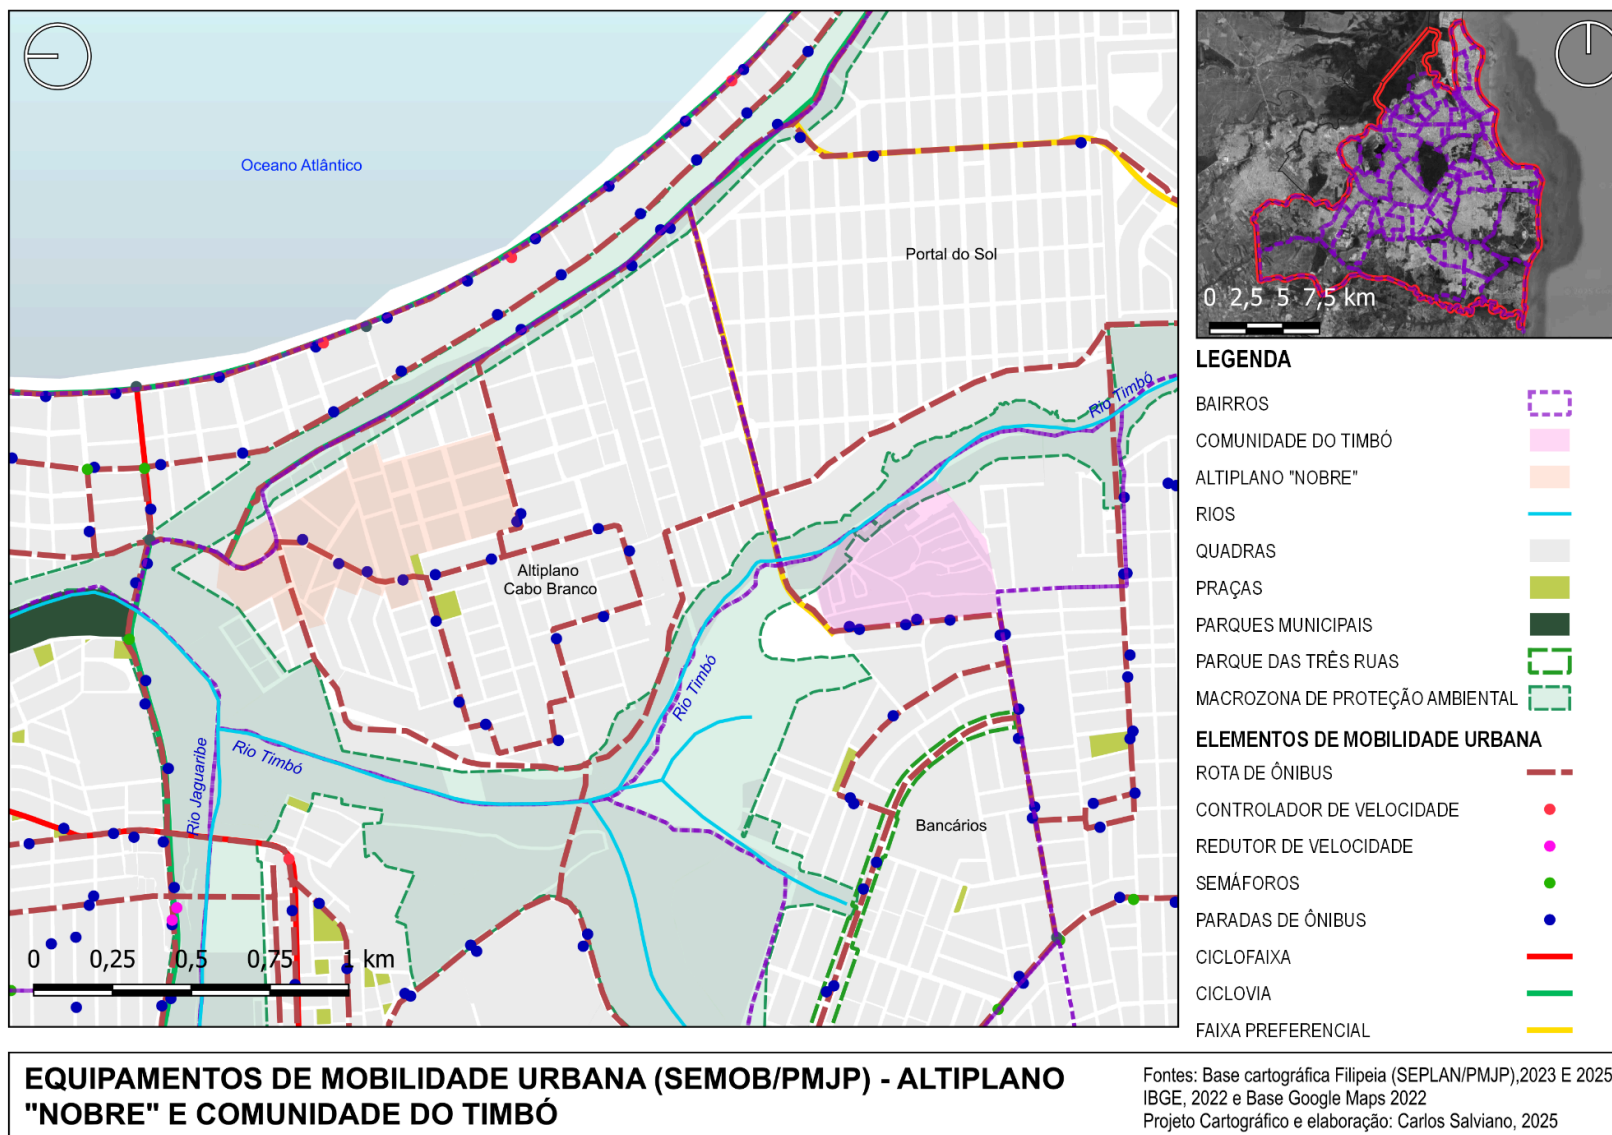 Oceano Atlântico
Portal do Sol
Rio Timbó
Altiplano
Cabo Branco
Rio Timbó
Rio Timbó
Rio Jaguaribe
Bancários
0 0,25 0,5 0,75 1 km
0 2,5 5 7,5 km
LEGENDA
BAIRROS
COMUNIDADE DO TIMBÓ
ALTIPLANO "NOBRE"
RIOS
QUADRAS
PRAÇAS
PARQUES MUNICIPAIS
PARQUE DAS TRÊS RUAS
MACROZONA DE PROTEÇÃO AMBIENTAL
ELEMENTOS DE MOBILIDADE URBANA
ROTA DE ÔNIBUS
CONTROLADOR DE VELOCIDADE
REDUTOR DE VELOCIDADE
SEMÁFOROS
PARADAS DE ÔNIBUS
CICLOFAIXA
CICLOVIA
FAIXA PREFERENCIAL
EQUIPAMENTOS DE MOBILIDADE URBANA (SEMOB/PMJP) - ALTIPLANO
"NOBRE" E COMUNIDADE DO TIMBÓ
Fontes: Base cartográfica Filipeia (SEPLAN/PMJP),2023 E 2025
IBGE, 2022 e Base Google Maps 2022
Projeto Cartográfico e elaboração: Carlos Salviano, 2025